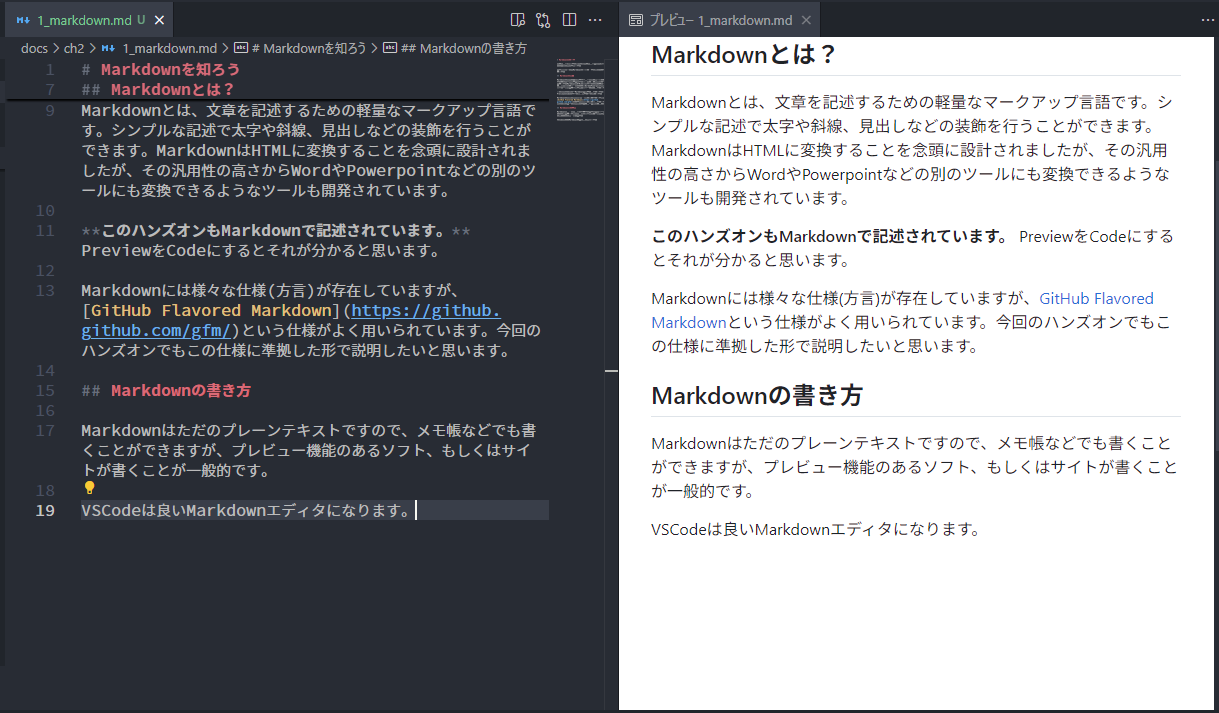 1_markdown.md U
docs > ch2 > 1_markdown.md > # Markdownを知ろう > ## Markdownの書き方
1 # Markdownを知ろう
7 ## Markdownとは？
9 Markdownとは、文章を記述するための軽量なマークアップ言語で
す。シンプルな記述で太字や斜線、見出しなどの装飾を行うことが
できます。MarkdownはHTMLに変換することを念頭に設計されま
したが、その汎用性の高さからWordやPowerpointなどの別のツ
ールにも変換できるようなツールも開発されています。
10
11 **このハンズオンもMarkdownで記述されています。**
PreviewをCodeにするとそれが分かると思います。
12
13 Markdownには様々な仕様(方言)が存在していますが、
[GitHub Flavored Markdown](https://github.
github.com/gfm/)という仕様がよく用いられています。今回の
ハンズオンでもこの仕様に準拠した形で説明したいと思います。
14
15 ## Markdownの書き方
16
17 Markdownはただのプレーンテキストですので、メモ帳などでも書
くことができますが、プレビュー機能のあるソフト、もしくはサイ
トが書くことが一般的です。
18
19 VSCodeは良いMarkdownエディタになります。
プレビュー 1_markdown.md
Markdownとは？
Markdownとは、文章を記述するための軽量なマークアップ言語です。シ
ンプルな記述で太字や斜線、見出しなどの装飾を行うことができます。
MarkdownはHTMLに変換することを念頭に設計されましたが、その汎用
性の高さからWordやPowerpointなどの別のツールにも変換できるような
ツールも開発されています。
このハンズオンもMarkdownで記述されています。 PreviewをCodeにする
とそれが分かると思います。
Markdownには様々な仕様(方言)が存在していますが、GitHub Flavored
Markdownという仕様がよく用いられています。今回のハンズオンでもこ
の仕様に準拠した形で説明したいと思います。
Markdownの書き方
Markdownはただのプレーンテキストですので、メモ帳などでも書くこと
ができますが、プレビュー機能のあるソフト、もしくはサイトが書くこと
が一般的です。
VSCodeは良いMarkdownエディタになります。